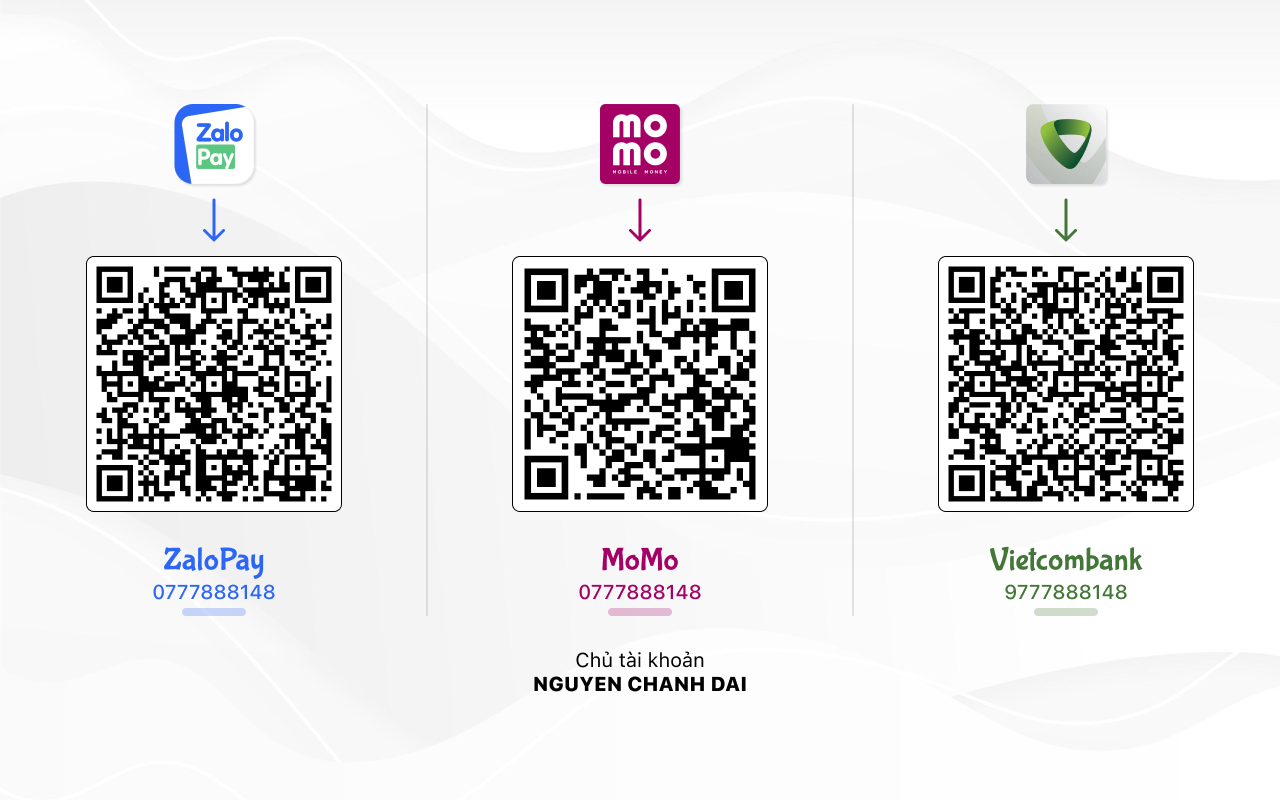 Zalo
Pay
mo
mo
MOBILE MONEY
ZaloPay
0777888148
MoMo
0777888148
Vietcombank
9777888148
Chủ tài khoản
NGUYEN CHANH DAI